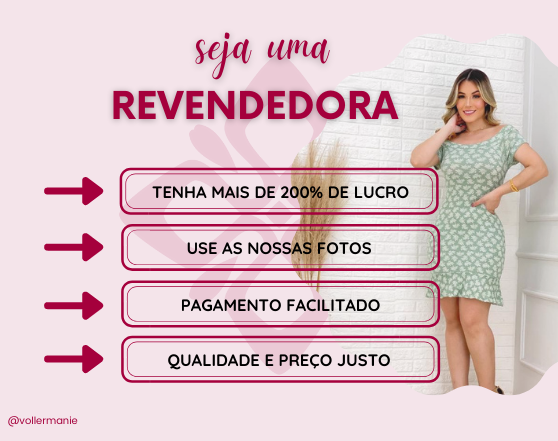 seja uma
REVENDEDORA
TENHA MAIS DE 200% DE LUCRO
USE AS NOSSAS FOTOS
PAGAMENTO FACILITADO
QUALIDADE E PREÇO JUSTO
@vollermanie